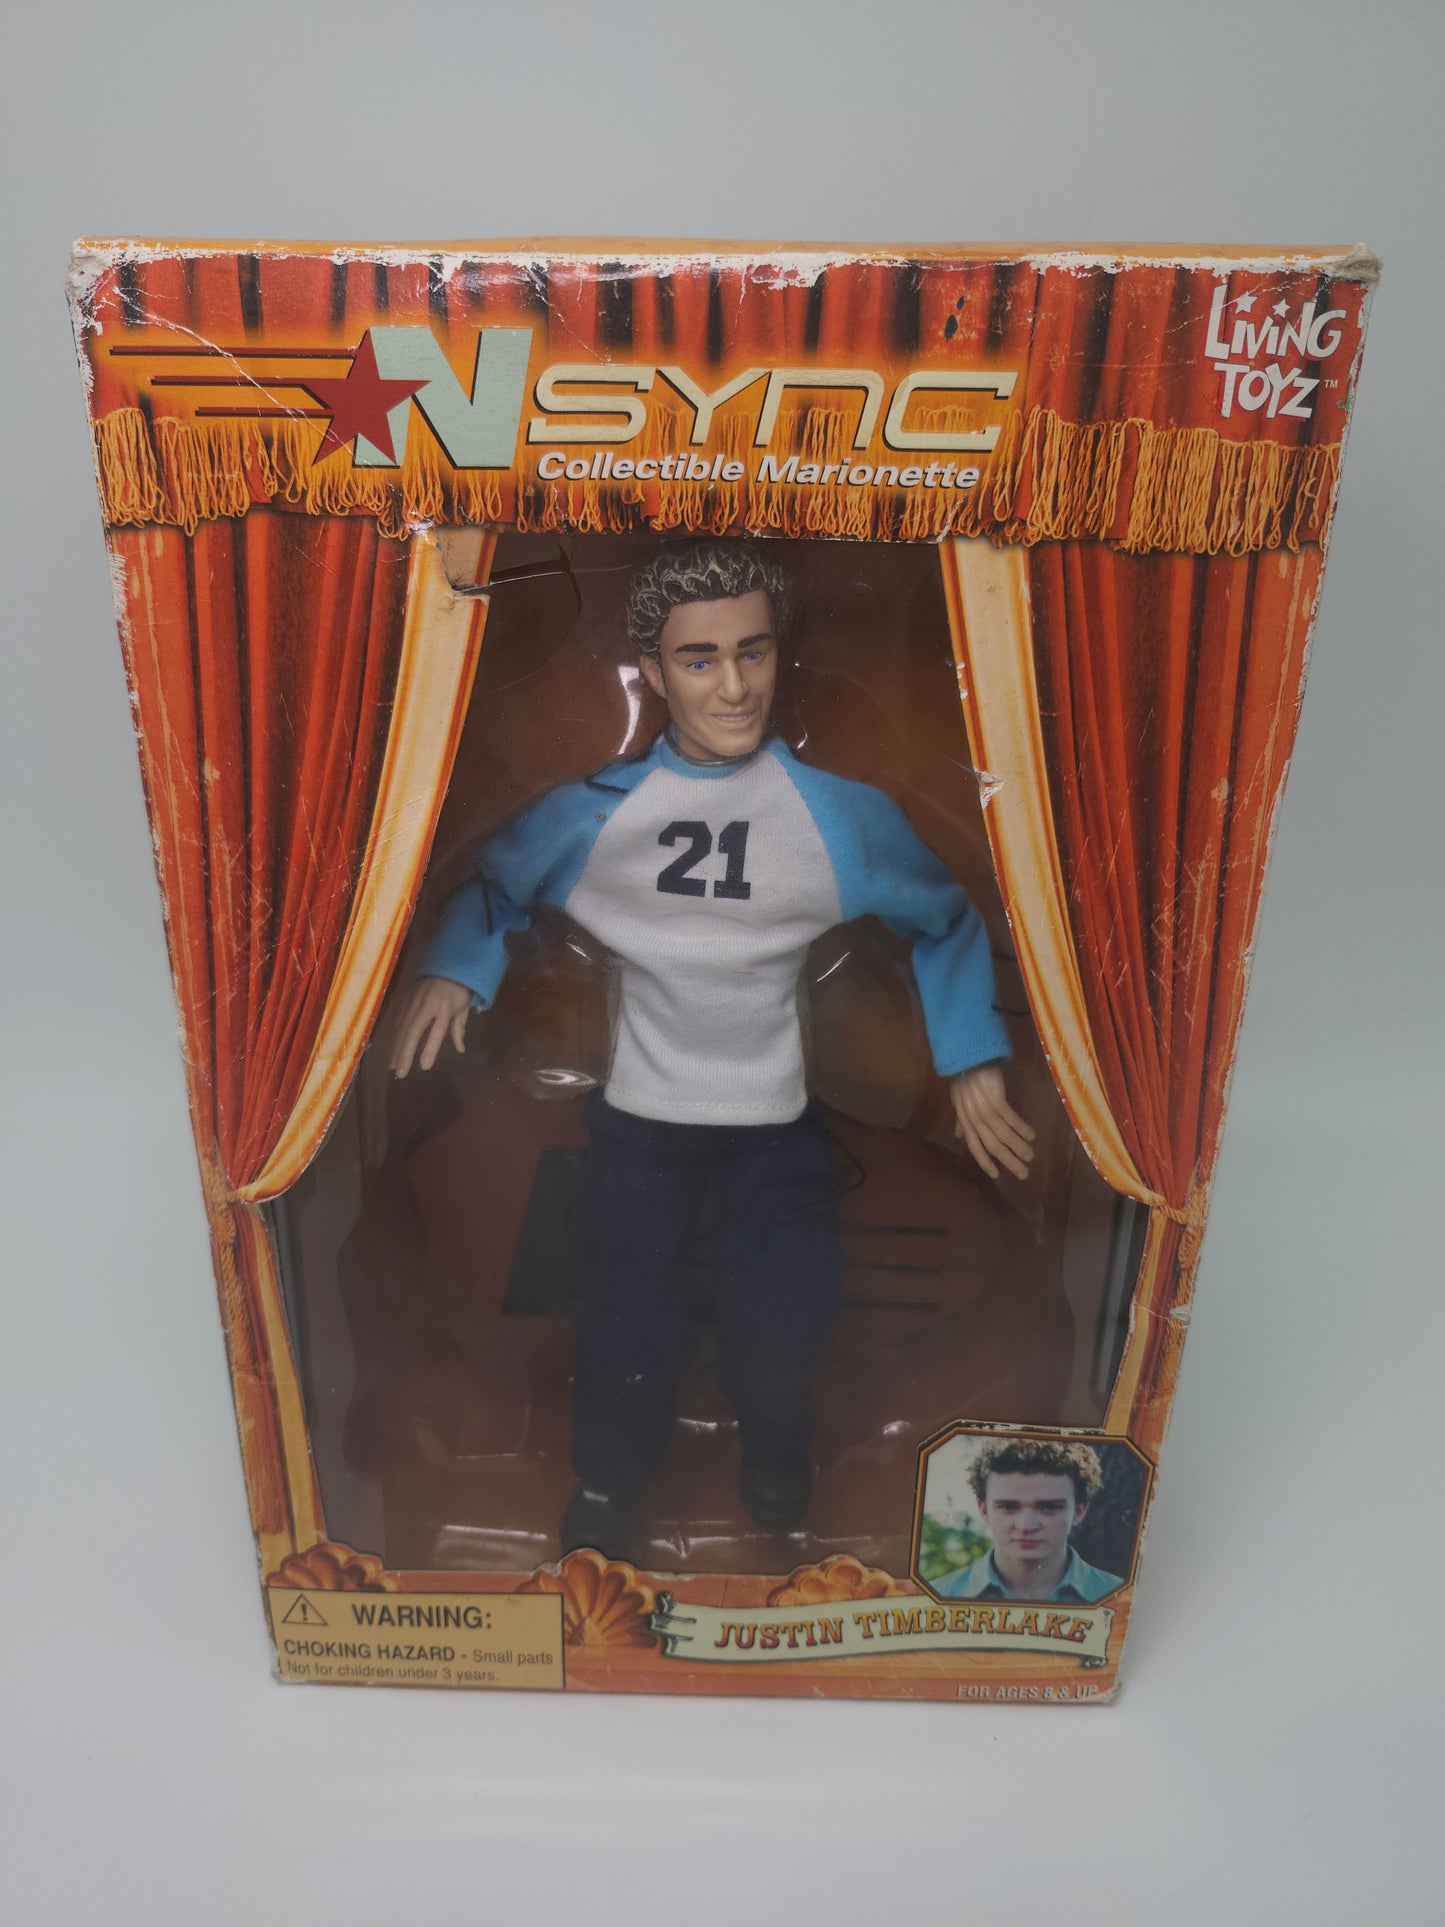 NSYNC
Collectible Marionette
LiViNG
TOYZ™
21
WARNING:
CHOKING HAZARD - Small parts
Not for children under 3 years.
JUSTIN TIMBERLAKE
FOR AGES 8 & UP